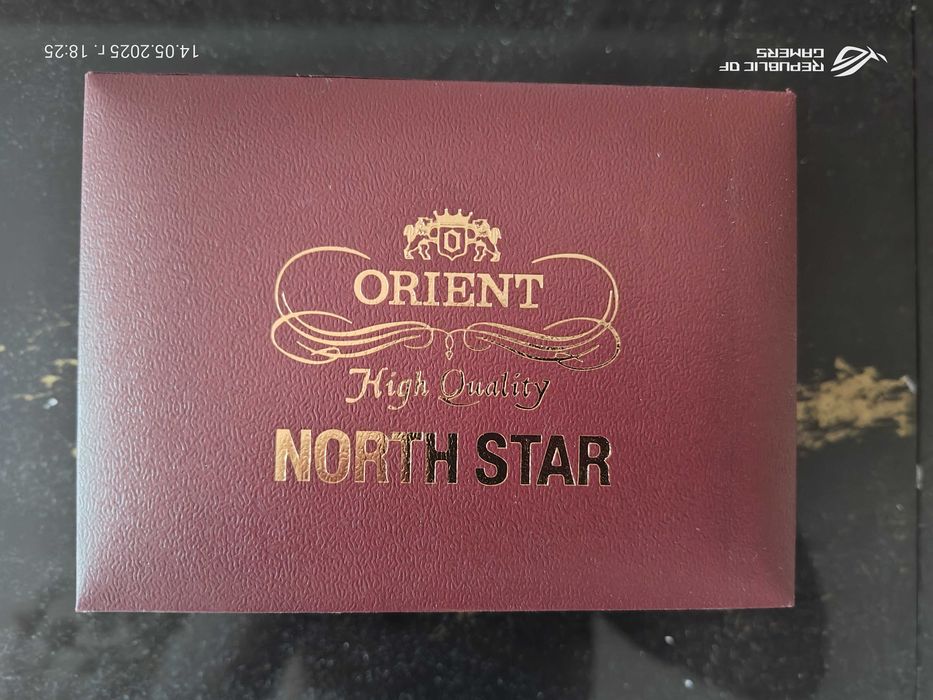 14.05.2025 г. 18:25
REPUBLIC OF
GAMERS
O
ORIENT
High Quality
NORTH STAR